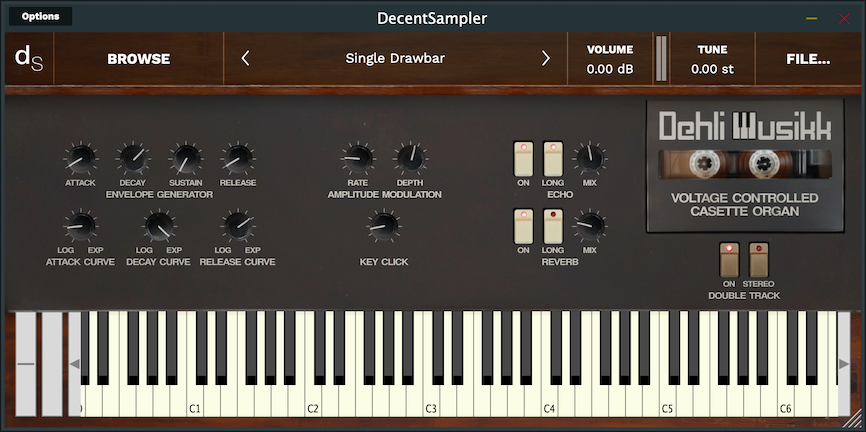 Options
DecentSampler
dS
BROWSE
Single Drawbar
VOLUME
0.00 dB
TUNE
0.00 st
FILE...
Dehli Musikk
VOLTAGE CONTROLLED
CASETTE ORGAN
ATTACK
DECAY
SUSTAIN
RELEASE
ENVELOPE GENERATOR
RATE
DEPTH
AMPLITUDE MODULATION
ON
LONG
MIX
ECHO
LOG EXP
ATTACK CURVE
LOG EXP
DECAY CURVE
LOG EXP
RELEASE CURVE
KEY CLICK
ON
LONG
MIX
REVERB
ON
STEREO
DOUBLE TRACK
C1
C2
C3
C4
C5
C6